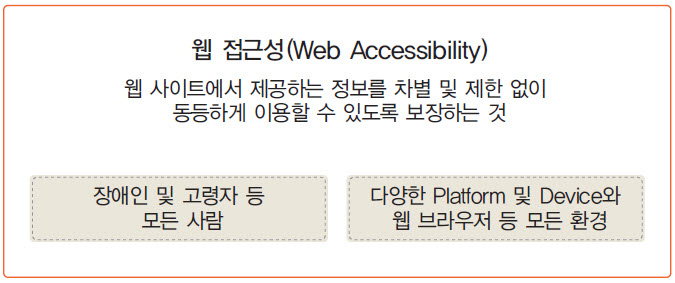 웹 접근성(Web Accessibility)
웹 사이트에서 제공하는 정보를 차별 및 제한 없이
동등하게 이용할 수 있도록 보장하는 것
장애인 및 고령자 등
모든 사람
다양한 Platform 및 Device와
웹 브라우저 등 모든 환경